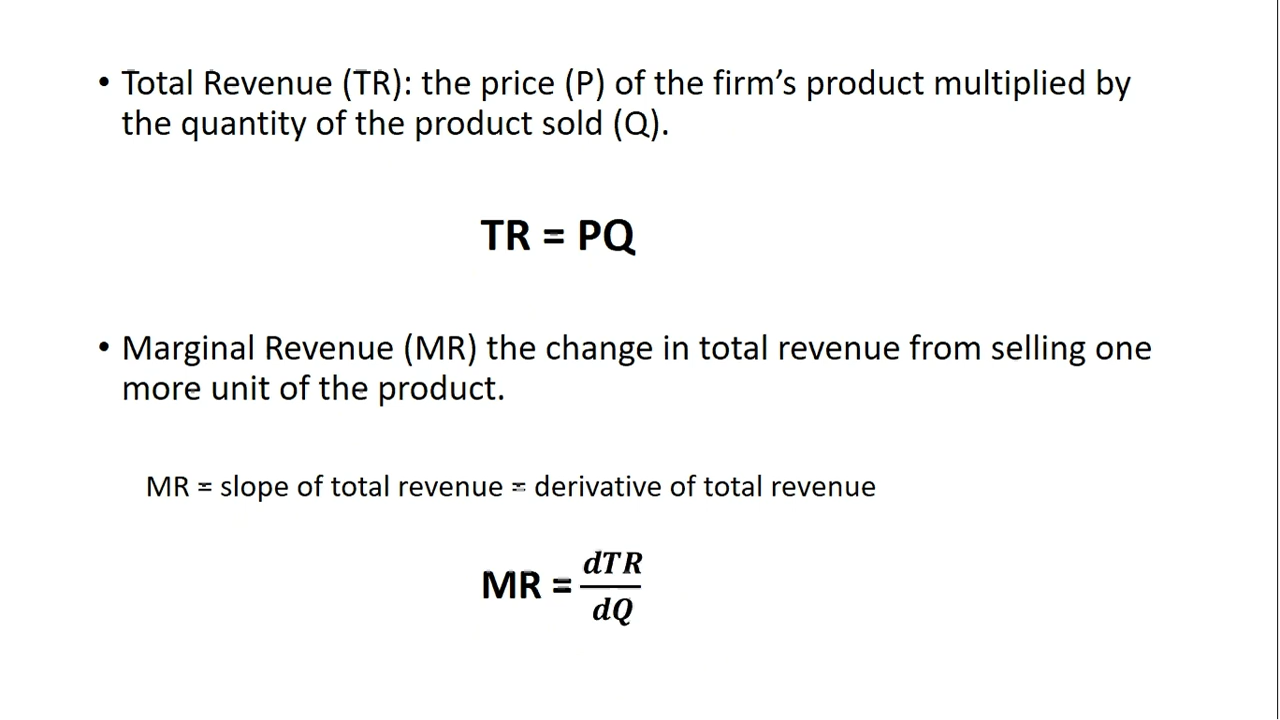 • Total Revenue (TR): the price (P) of the firm’s product multiplied by
the quantity of the product sold (Q).
TR = PQ
• Marginal Revenue (MR) the change in total revenue from selling one
more unit of the product.
MR = slope of total revenue = derivative of total revenue
MR = dTR/dQ